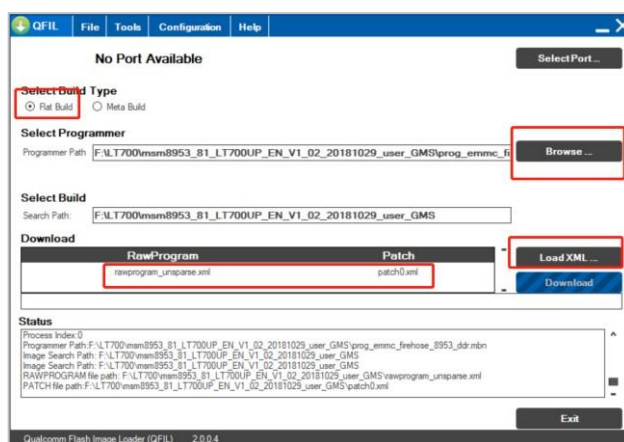 QFIL File Tools Configuration Help
No Port Available
Select Port...
Select Build Type
Flat Build Meta Build
Select Programmer
Programmer Path F:\LT700\msm8953_81_LT700UP_EN_V1_02_20181029_user_GMS\prog_emmc_fi
Browse ...
Select Build
Search Path: F:\LT700\msm8953_81_LT700UP_EN_V1_02_20181029_user_GMS
Download
RawProgram Patch
Load XML ...
rawprogram_unsparse.xml patch0.xml
Download
Status
Process Index:0
Programmer Path:F:\LT700\msm8953_81_LT700UP_EN_V1_02_20181029_user_GMS\prog_emmc_firehose_8953_ddr.mbn
Image Search Path: F:\LT700\msm8953_81_LT700UP_EN_V1_02_20181029_user_GMS
Image Search Path: F:\LT700\msm8953_81_LT700UP_EN_V1_02_20181029_user_GMS
RAWPROGRAM file path: F:\LT700\msm8953_81_LT700UP_EN_V1_02_20181029_user_GMS\rawprogram_unsparse.xml
PATCH file path:F:\LT700\msm8953_81_LT700UP_EN_V1_02_20181029_user_GMS\patch0.xml
Exit
Qualcomm Flash Image Loader (QFIL) 2.0.0.4